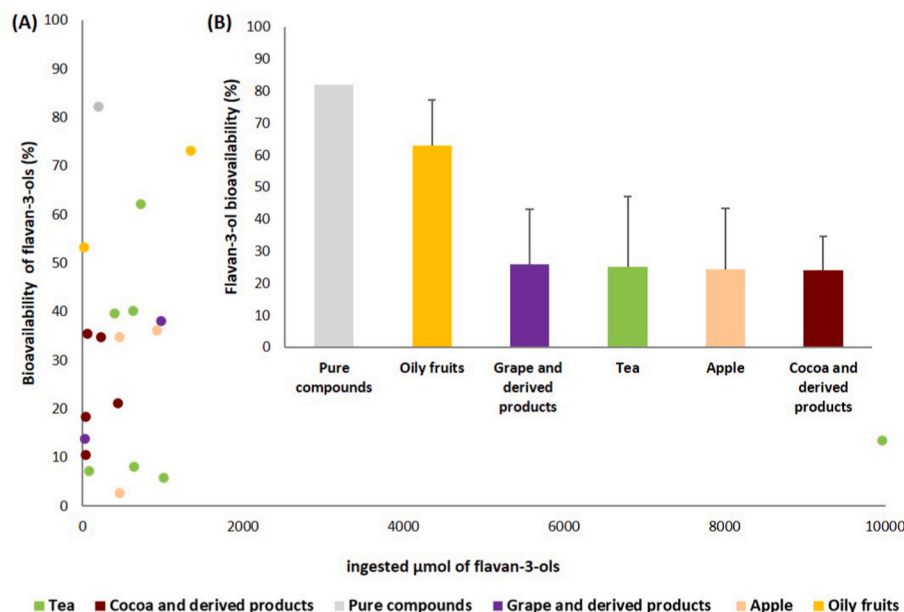 (A)
Bioavailability of flavan-3-ols (%)
100
90
80
70
60
50
40
30
20
10
0
0
2000
4000
6000
8000
10000
ingested µmol of flavan-3-ols
(B)
Flavan-3-ol bioavailability (%)
100
90
80
70
60
50
40
30
20
10
0
Pure
compounds
Oily fruits
Grape and
derived
products
Tea
Apple
Cocoa and
derived
products
Tea
Cocoa and derived products
Pure compounds
Grape and derived products
Apple
Oily fruits